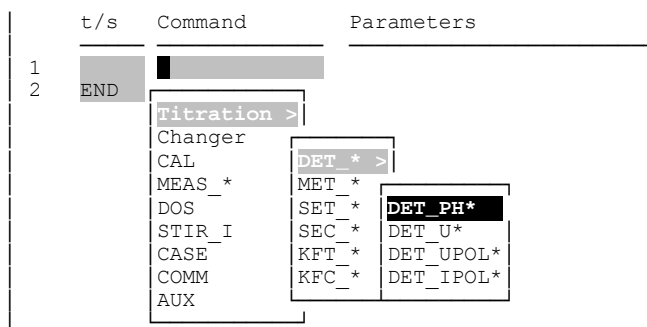 t/s Command Parameters
1
2 END
Titration >
Changer
CAL DET_* >
MEAS_* MET_*
DOS SET_* DET_PH*
STIR_I SEC_* DET_U*
CASE KFT_* DET_UPOL*
COMM KFC_* DET_IPOL*
AUX